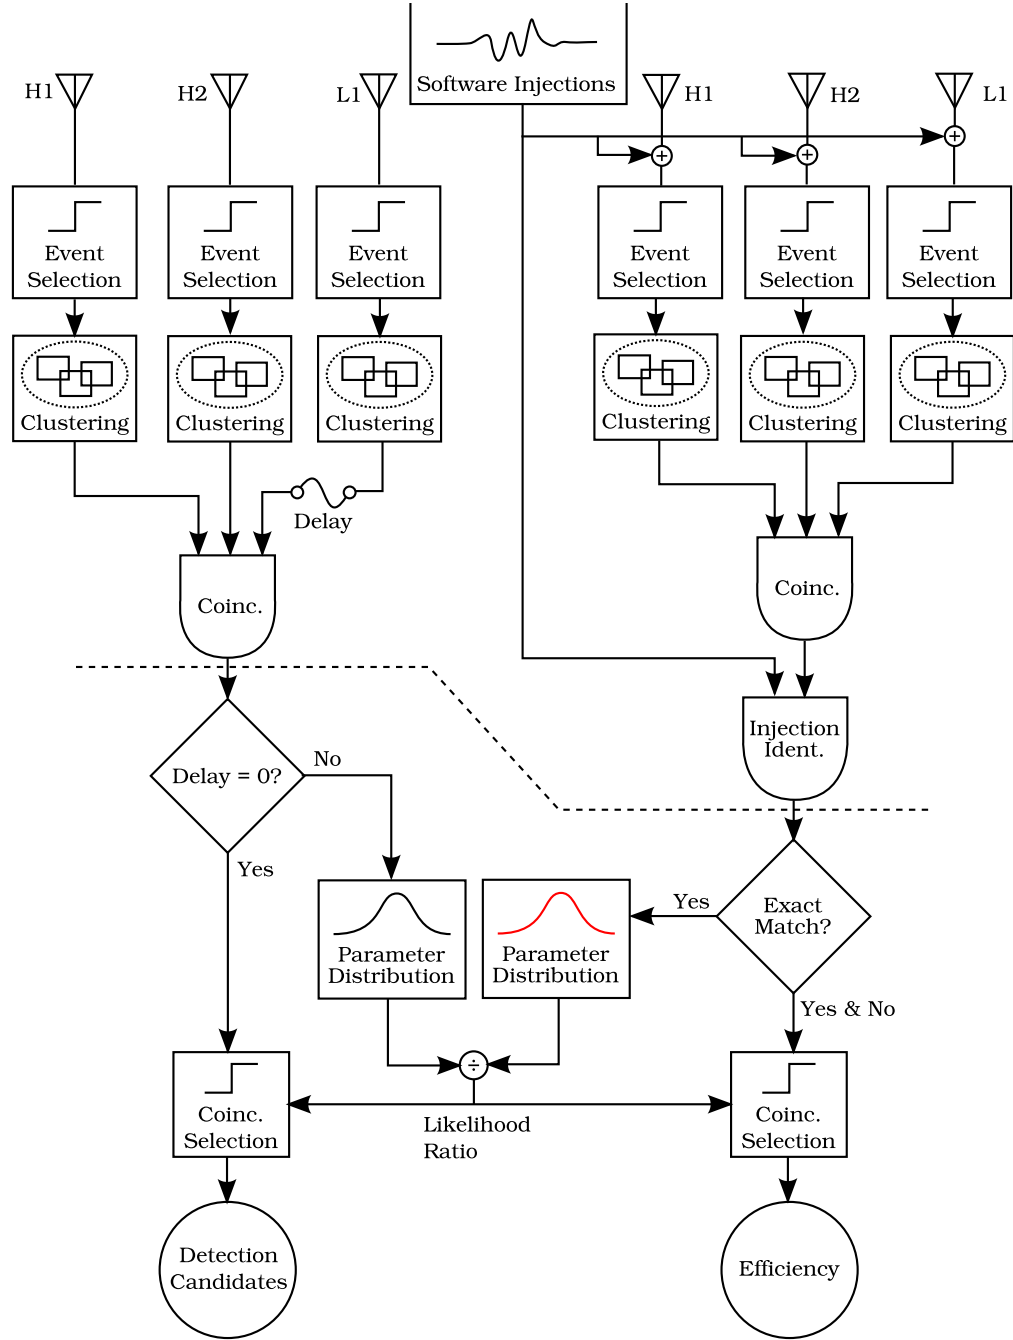 Software Injections
H1
H2
L1
H1
H2
L1
+
+
+
Event
Selection
Event
Selection
Event
Selection
Event
Selection
Event
Selection
Event
Selection
Clustering
Clustering
Clustering
Clustering
Clustering
Clustering
Delay
Coinc.
Coinc.
Injection
Ident.
Delay = 0?
No
Yes
Exact
Match?
Yes
Yes & No
Parameter
Distribution
Parameter
Distribution
÷
Likelihood
Ratio
Coinc.
Selection
Coinc.
Selection
Detection
Candidates
Efficiency